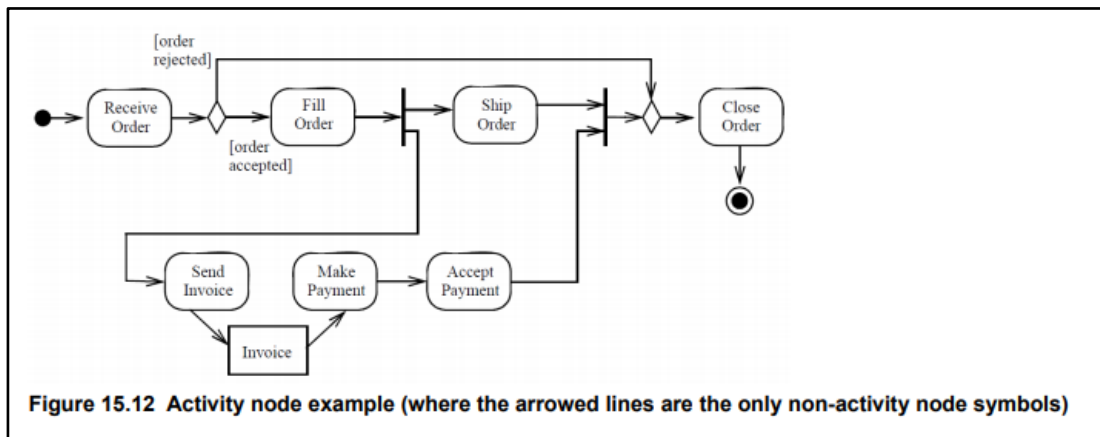 [order
rejected]
Receive
Order
Fill
Order
Ship
Order
Close
Order
[order
accepted]
Send
Invoice
Make
Payment
Accept
Payment
Invoice
Figure 15.12 Activity node example (where the arrowed lines are the only non-activity node symbols)